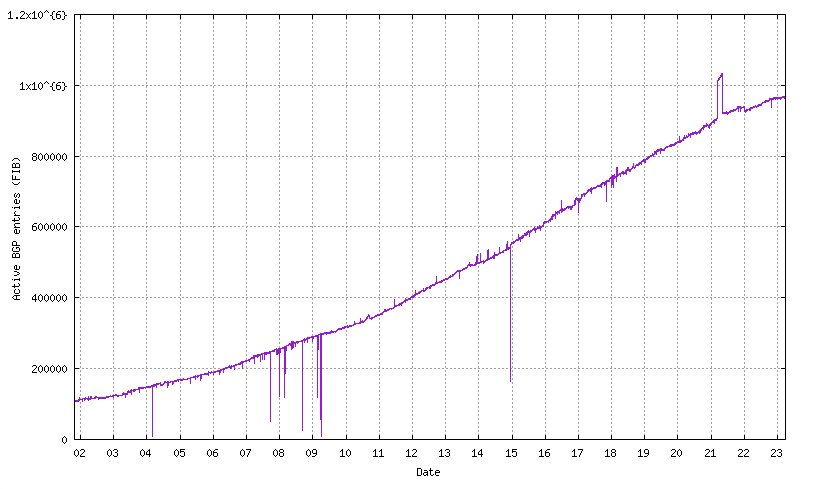 1.2x10^{6}
1x10^{6}
800000
600000
400000
200000
0
Active BGP entries (FIB)
02 03 04 05 06 07 08 09 10 11 12 13 14 15 16 17 18 19 20 21 22 23
Date